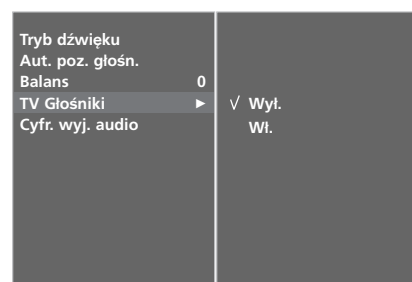 Tryb dźwięku
Aut. poz. głośn.
Balans 0
TV Głośniki ►
Cyfr. wyj. audio
√ Wył.
Wł.